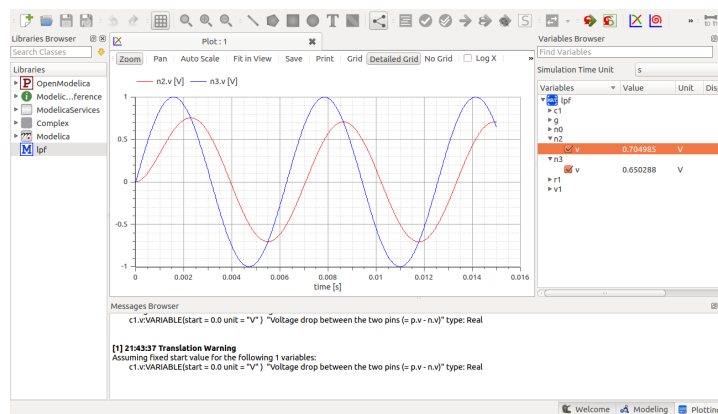 Libraries Browser
Search Classes
Libraries
P OpenModelica
Modelic...ference
ModelicaServices
Complex
Modelica
M lpf
Plot : 1
Zoom Pan Auto Scale Fit in View Save Print Grid Detailed Grid No Grid Log X »
n2.v [V] n3.v [V]
1
0.5
0
-0.5
-1
0 0.002 0.004 0.006 0.008 0.01 0.012 0.014 0.016
time [s]
Messages Browser
c1.v:VARIABLE(start = 0.0 unit = "V" ) "Voltage drop between the two pins (= p.v - n.v)" type: Real
[1] 21:43:37 Translation Warning
Assuming fixed start value for the following 1 variables:
c1.v:VARIABLE(start = 0.0 unit = "V" ) "Voltage drop between the two pins (= p.v - n.v)" type: Real
Variables Browser
Find Variables
Simulation Time Unit s
Variables Value Unit Disp
lpf
c1
g
n0
n2
v 0.704985 V
n3
v 0.650288 V
r1
v1
Welcome Modeling Plotting